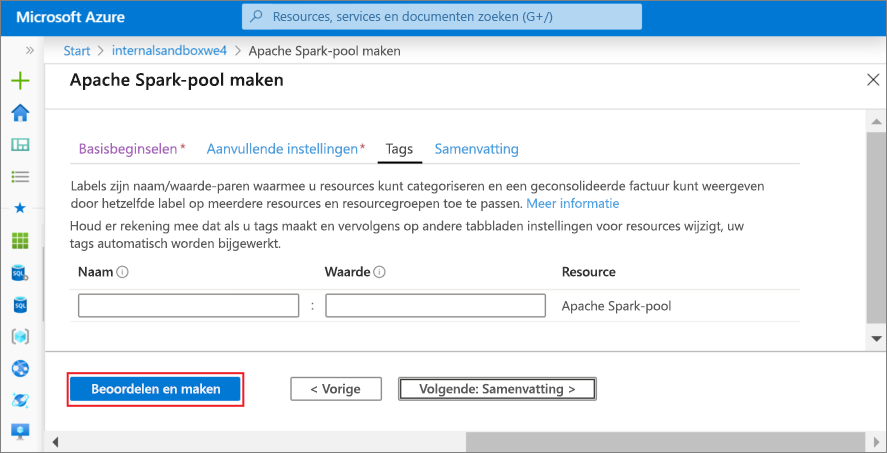 Microsoft Azure
Resources, services en documenten zoeken (G+/)
» Start > internalsandboxwe4 > Apache Spark-pool maken
Apache Spark-pool maken
Basisbeginselen * Aanvullende instellingen * Tags Samenvatting
Labels zijn naam/waarde-paren waarmee u resources kunt categoriseren en een geconsolideerde factuur kunt weergeven
door hetzelfde label op meerdere resources en resourcegroepen toe te passen. Meer informatie
Houd er rekening mee dat als u tags maakt en vervolgens op andere tabbladen instellingen voor resources wijzigt, uw
tags automatisch worden bijgewerkt.
Naam Waarde Resource
: Apache Spark-pool
Beoordelen en maken < Vorige Volgende: Samenvatting >
SQL
SQL